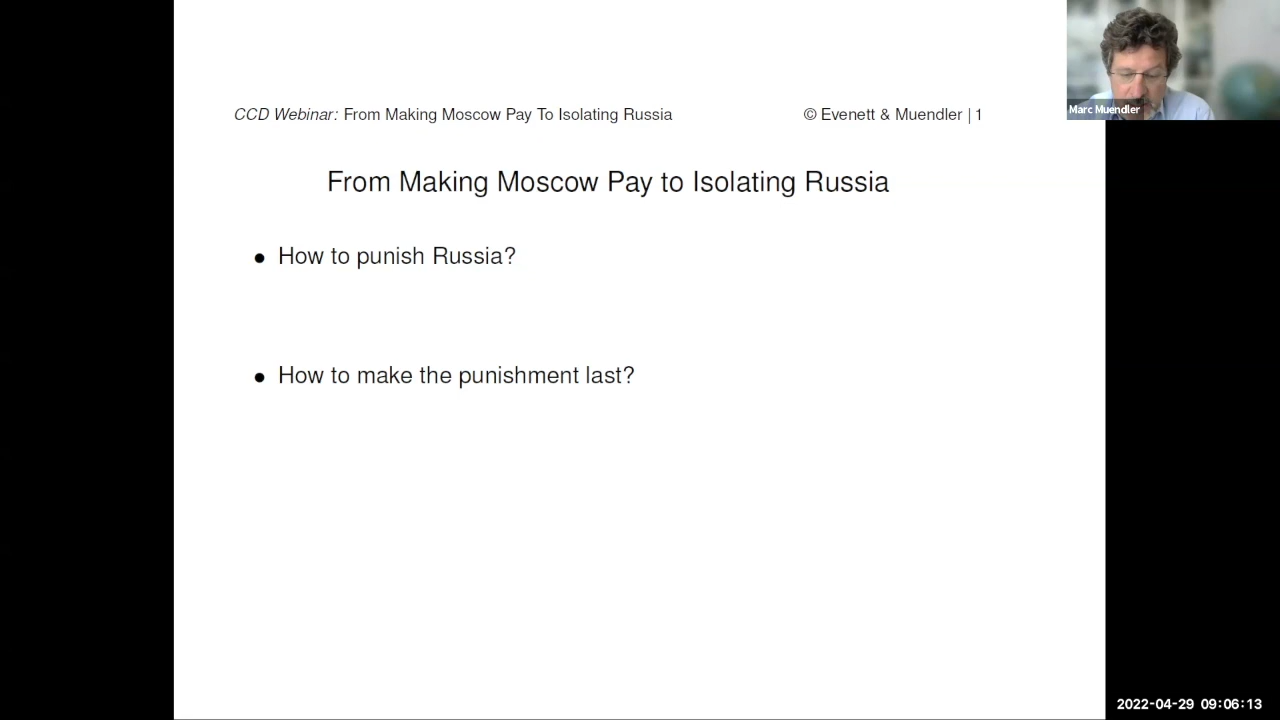 CCD Webinar: From Making Moscow Pay To Isolating Russia © Evenett & Muendler | 1
Marc Muendler
From Making Moscow Pay to Isolating Russia
● How to punish Russia?
● How to make the punishment last?
2022-04-29 09:06:13